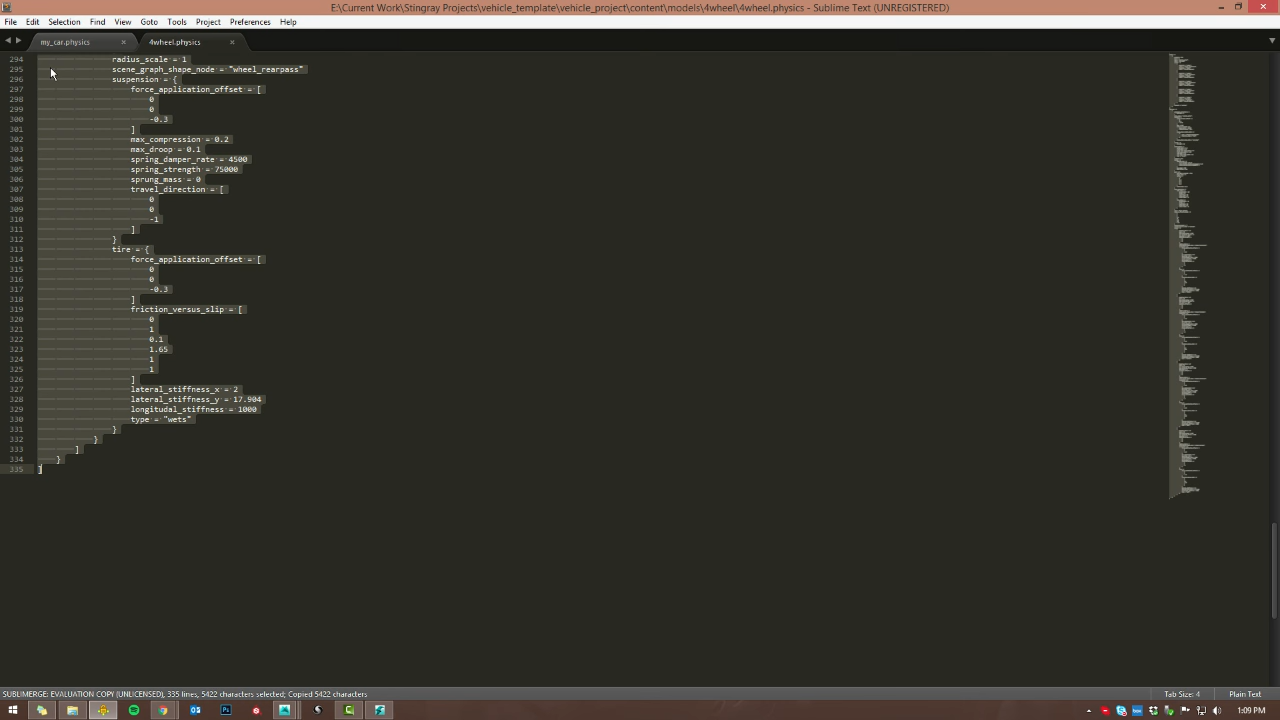 E:\Current Work\Stingray Projects\vehicle_template\vehicle_project\content\models\4wheel\4wheel.physics - Sublime Text (UNREGISTERED)
File Edit Selection Find View Goto Tools Project Preferences Help
my_car.physics × 4wheel.physics ×
294 radius_scale = 1
295 scene_graph_shape_node = "wheel_rearpass"
296 suspension = {
297 force_application_offset = [
298 0
299 0
300 -0.3
301 ]
302 max_compression = 0.2
303 max_droop = 0.1
304 spring_damper_rate = 4500
305 spring_strength = 75000
306 sprung_mass = 0
307 travel_direction = [
308 0
309 0
310 -1
311 ]
312 }
313 tire = {
314 force_application_offset = [
315 0
316 0
317 -0.3
318 ]
319 friction_versus_slip = [
320 0
321 1
322 0.1
323 1.65
324 1
325 1
326 ]
327 lateral_stiffness_x = 2
328 lateral_stiffness_y = 17.904
329 longitudal_stiffness = 1000
330 type = "wets"
331 }
332 }
333 ]
334 }
335 ]
SUBLIMERGE: EVALUATION COPY (UNLICENSED), 335 lines, 5422 characters selected; Copied 5422 characters
Tab Size: 4 Plain Text
1:09 PM